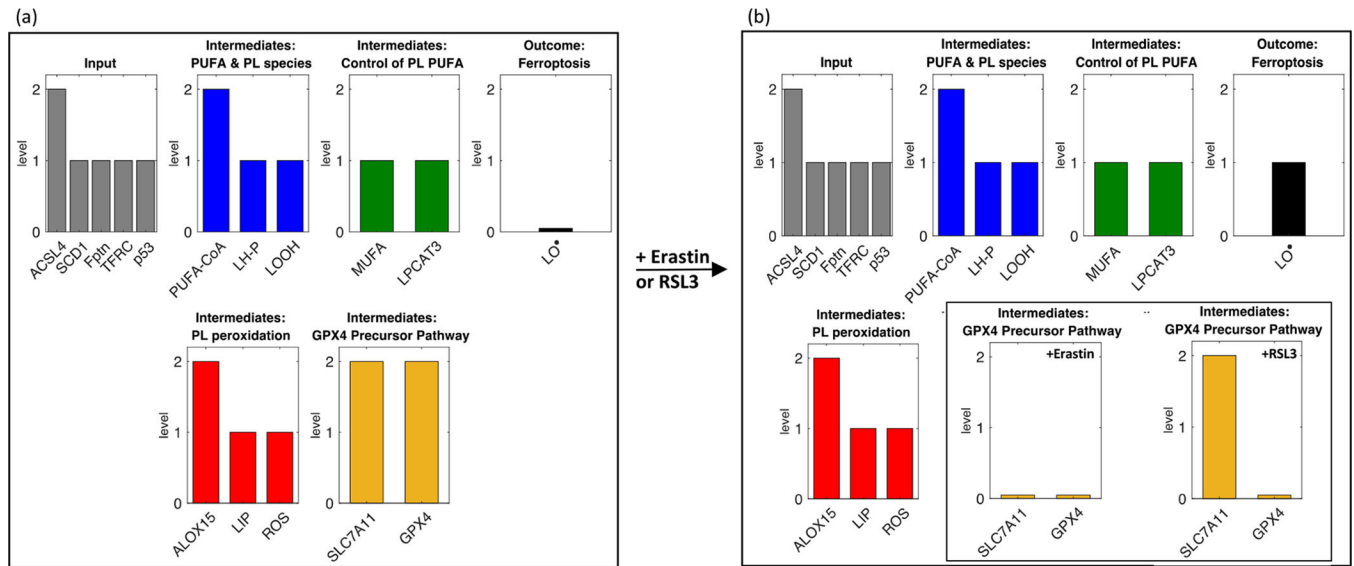 (a)
Input
Intermediates:
PUFA & PL species
Intermediates:
Control of PL PUFA
Outcome:
Ferroptosis
level
2
1
0
ACSL4
SCD1
Fptn
TFRC
p53
level
2
1
0
PUFA-CoA
LH-P
LOOH
level
2
1
0
MUFA
LPCAT3
level
2
1
0
LO•
Intermediates:
PL peroxidation
Intermediates:
GPX4 Precursor Pathway
level
2
1
0
ALOX15
LIP
ROS
level
2
1
0
SLC7A11
GPX4
+ Erastin
or RSL3
(b)
Input
Intermediates:
PUFA & PL species
Intermediates:
Control of PL PUFA
Outcome:
Ferroptosis
level
2
1
0
ACSL4
SCD1
Fptn
TFRC
p53
level
2
1
0
PUFA-CoA
LH-P
LOOH
level
2
1
0
MUFA
LPCAT3
level
2
1
0
LO•
Intermediates:
PL peroxidation
Intermediates:
GPX4 Precursor Pathway
Intermediates:
GPX4 Precursor Pathway
level
2
1
0
ALOX15
LIP
ROS
+Erastin
level
2
1
0
SLC7A11
GPX4
+RSL3
level
2
1
0
SLC7A11
GPX4